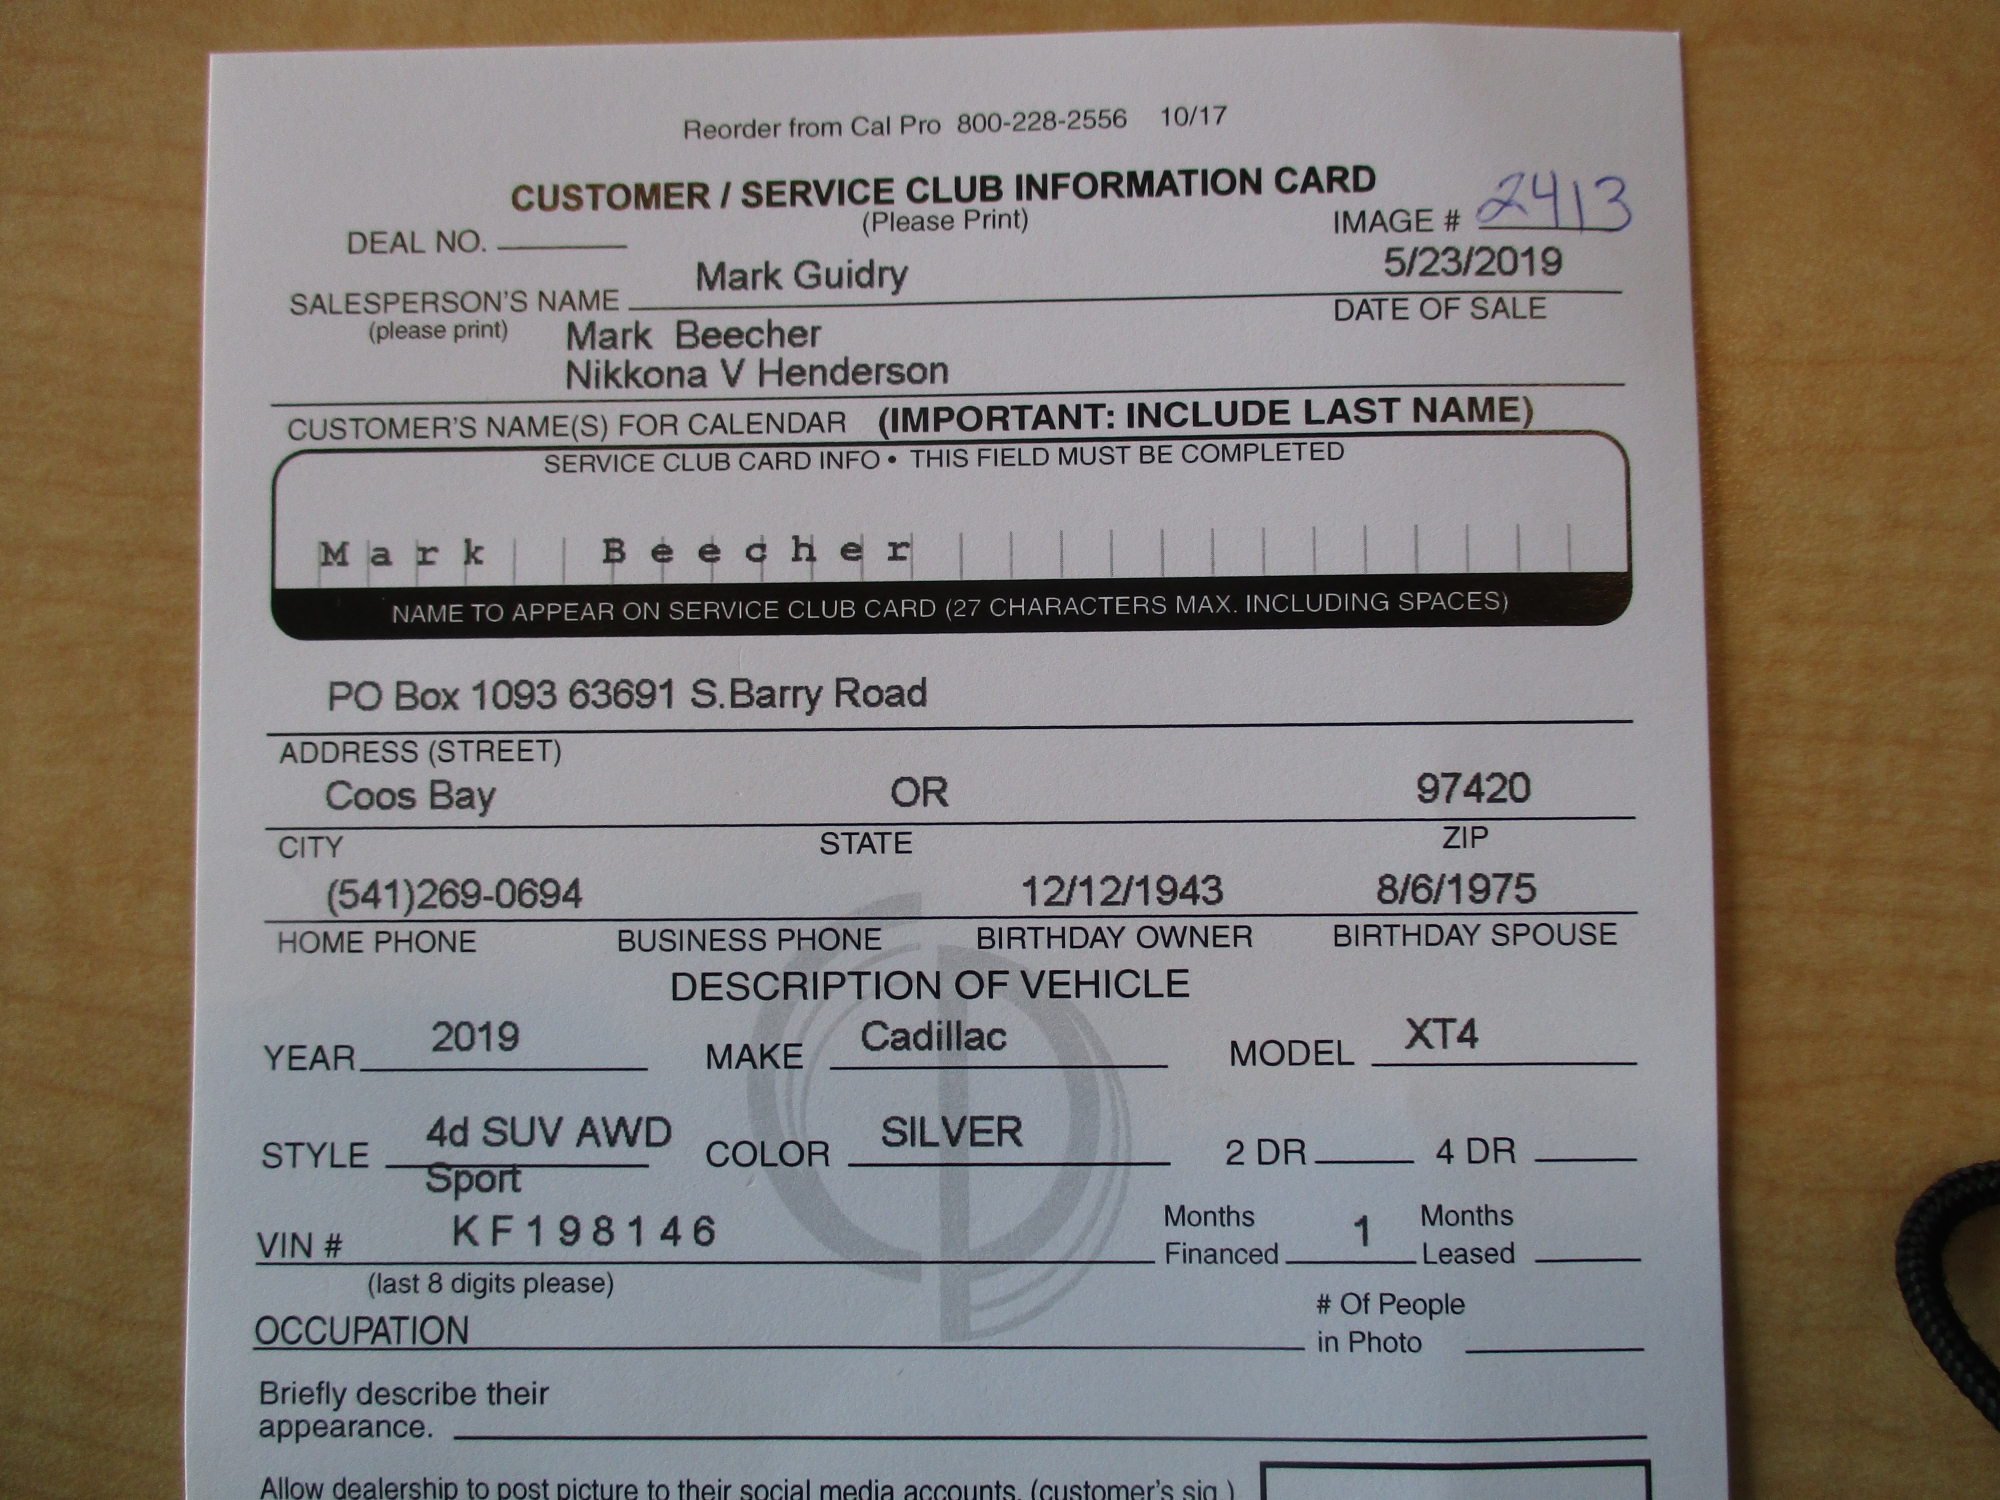 Reorder from Cal Pro 800-228-2556 10/17
CUSTOMER / SERVICE CLUB INFORMATION CARD
(Please Print)
IMAGE # 2413
DEAL NO.
Mark Guidry
5/23/2019
SALESPERSON'S NAME
DATE OF SALE
(please print)
Mark Beecher
Nikkona V Henderson
CUSTOMER'S NAME(S) FOR CALENDAR (IMPORTANT: INCLUDE LAST NAME)
SERVICE CLUB CARD INFO • THIS FIELD MUST BE COMPLETED
Mark Beecher
NAME TO APPEAR ON SERVICE CLUB CARD (27 CHARACTERS MAX. INCLUDING SPACES)
PO Box 1093 63691 S.Barry Road
ADDRESS (STREET)
Coos Bay OR 97420
CITY STATE ZIP
(541)269-0694 12/12/1943 8/6/1975
HOME PHONE BUSINESS PHONE BIRTHDAY OWNER BIRTHDAY SPOUSE
DESCRIPTION OF VEHICLE
YEAR 2019 MAKE Cadillac MODEL XT4
STYLE 4d SUV AWD COLOR SILVER 2 DR 4 DR
Sport
VIN # KF198146 Months Financed 1 Months Leased
(last 8 digits please)
OCCUPATION # Of People in Photo
Briefly describe their
appearance.
Allow dealership to post picture to their social media accounts. (customer's sig.)